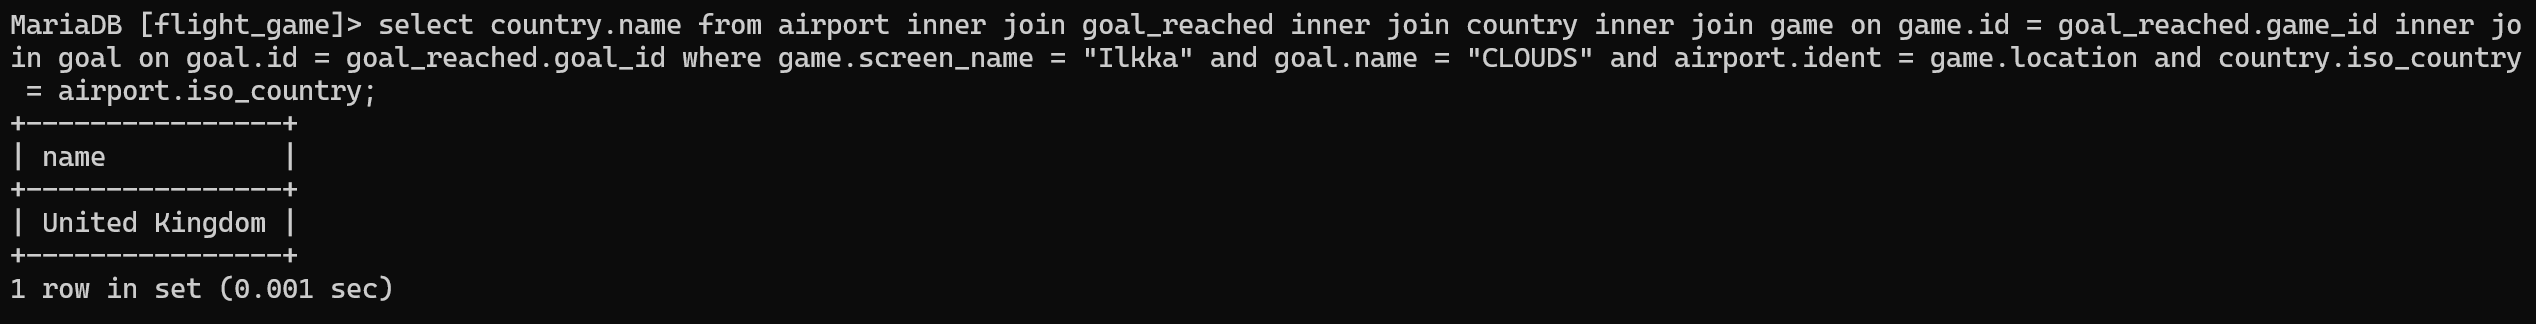 MariaDB [flight_game]> select country.name from airport inner join goal_reached inner join country inner join game on game.id = goal_reached.game_id inner jo
in goal on goal.id = goal_reached.goal_id where game.screen_name = "Ilkka" and goal.name = "CLOUDS" and airport.ident = game.location and country.iso_country
 = airport.iso_country;
+----------------+
| name           |
+----------------+
| United Kingdom |
+----------------+
1 row in set (0.001 sec)